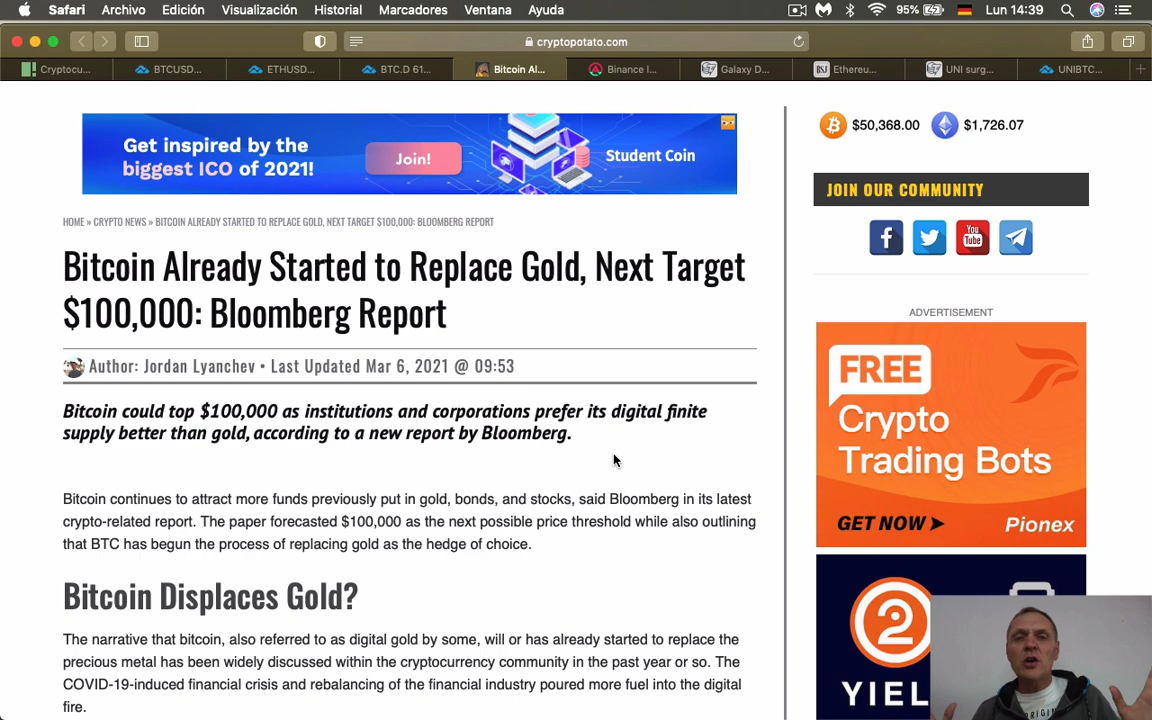 Safari Archivo Edición Visualización Historial Marcadores Ventana Ayuda 95% Lun 14:39
cryptopotato.com
Cryptocu... BTCUSD... ETHUSD... BTC.D 61... Bitcoin Al... Binance I... Galaxy D... BSJ Ethereu... UNI surg... UNIBTC...
Get inspired by the
biggest ICO of 2021!
Join!
Student Coin
$50,368.00 $1,726.07
JOIN OUR COMMUNITY
You
Tube
HOME » CRYPTO NEWS » BITCOIN ALREADY STARTED TO REPLACE GOLD, NEXT TARGET $100,000: BLOOMBERG REPORT
Bitcoin Already Started to Replace Gold, Next Target
$100,000: Bloomberg Report
Author: Jordan Lyanchev • Last Updated Mar 6, 2021 @ 09:53
Bitcoin could top $100,000 as institutions and corporations prefer its digital finite
supply better than gold, according to a new report by Bloomberg.
Bitcoin continues to attract more funds previously put in gold, bonds, and stocks, said Bloomberg in its latest
crypto-related report. The paper forecasted $100,000 as the next possible price threshold while also outlining
that BTC has begun the process of replacing gold as the hedge of choice.
Bitcoin Displaces Gold?
The narrative that bitcoin, also referred to as digital gold by some, will or has already started to replace the
precious metal has been widely discussed within the cryptocurrency community in the past year or so. The
COVID-19-induced financial crisis and rebalancing of the financial industry poured more fuel into the digital
fire.
ADVERTISEMENT
FREE
Crypto
Trading Bots
GET NOW ➤ Pionex
2
YIEL